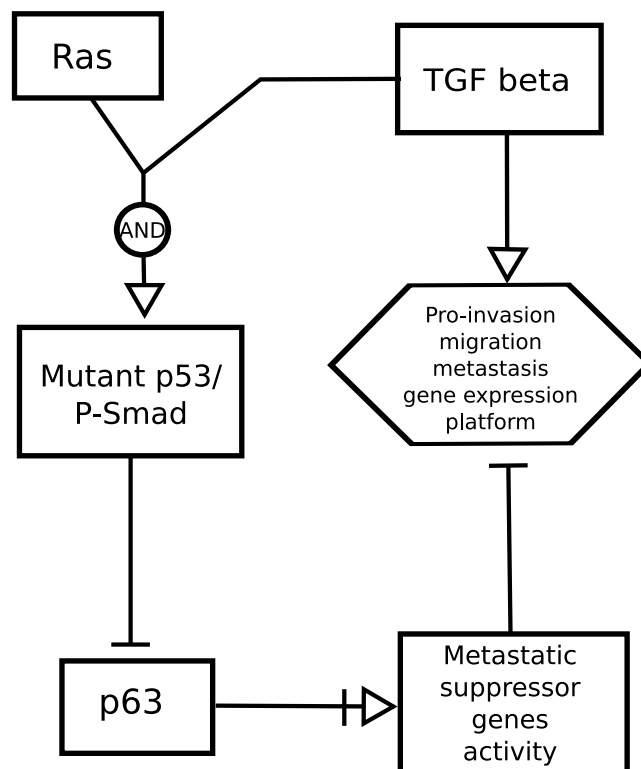 Ras
TGF beta
AND
Pro-invasion
migration
metastasis
gene expression
platform
Mutant p53/
P-Smad
p63
Metastatic
suppressor
genes
activity